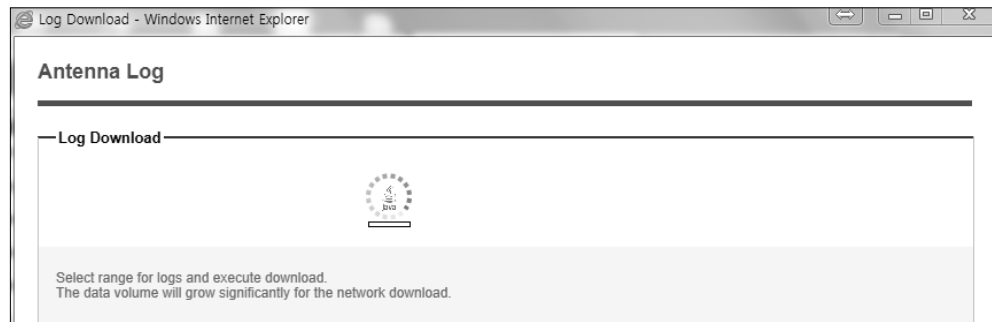 Log Download - Windows Internet Explorer
Antenna Log
Log Download
Java
Select range for logs and execute download.
The data volume will grow significantly for the network download.